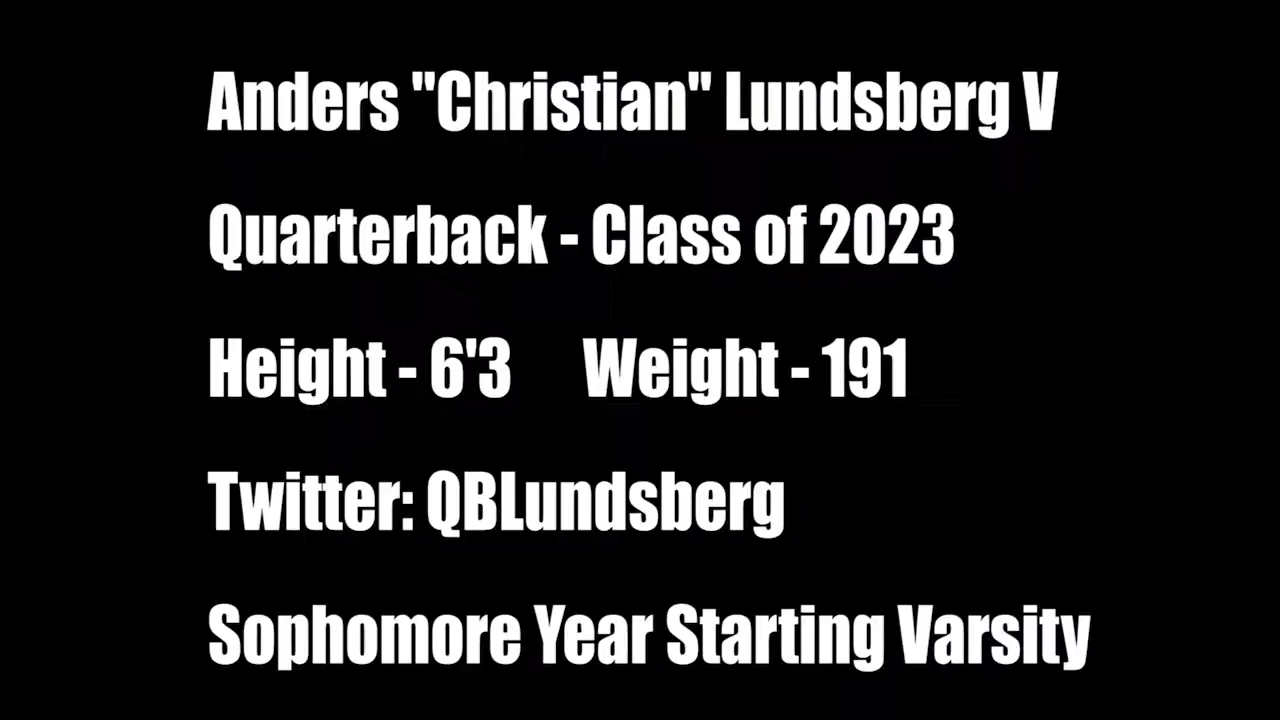 Anders "Christian" Lundsberg V
Quarterback - Class of 2023
Height - 6'3 Weight - 191
Twitter: QBLundsberg
Sophomore Year Starting Varsity